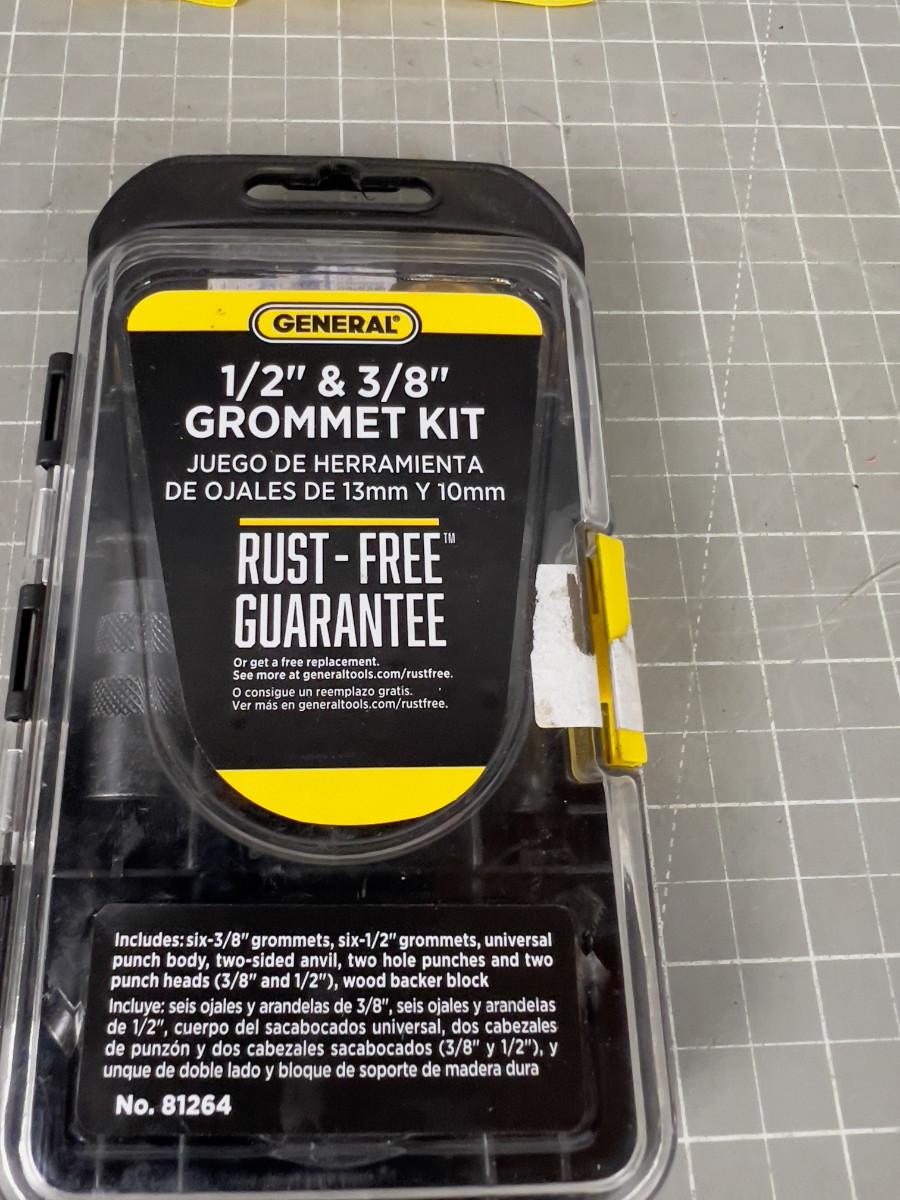 GENERAL®
1/2" & 3/8"
GROMMET KIT
JUEGO DE HERRAMIENTA
DE OJALES DE 13mm Y 10mm
RUST-FREE™
GUARANTEE
Or get a free replacement.
See more at generaltools.com/rustfree.
O consigue un reemplazo gratis.
Ver más en generaltools.com/rustfree.
Includes: six-3/8" grommets, six-1/2" grommets, universal
punch body, two-sided anvil, two hole punches and two
punch heads (3/8" and 1/2"), wood backer block
Incluye: seis ojales y arandelas de 3/8", seis ojales y arandelas
de 1/2", cuerpo del sacabocados universal, dos cabezales
de punzón y dos cabezales sacabocados (3/8" y 1/2"), y
unque de doble lado y bloque de soporte de madera dura
No. 81264